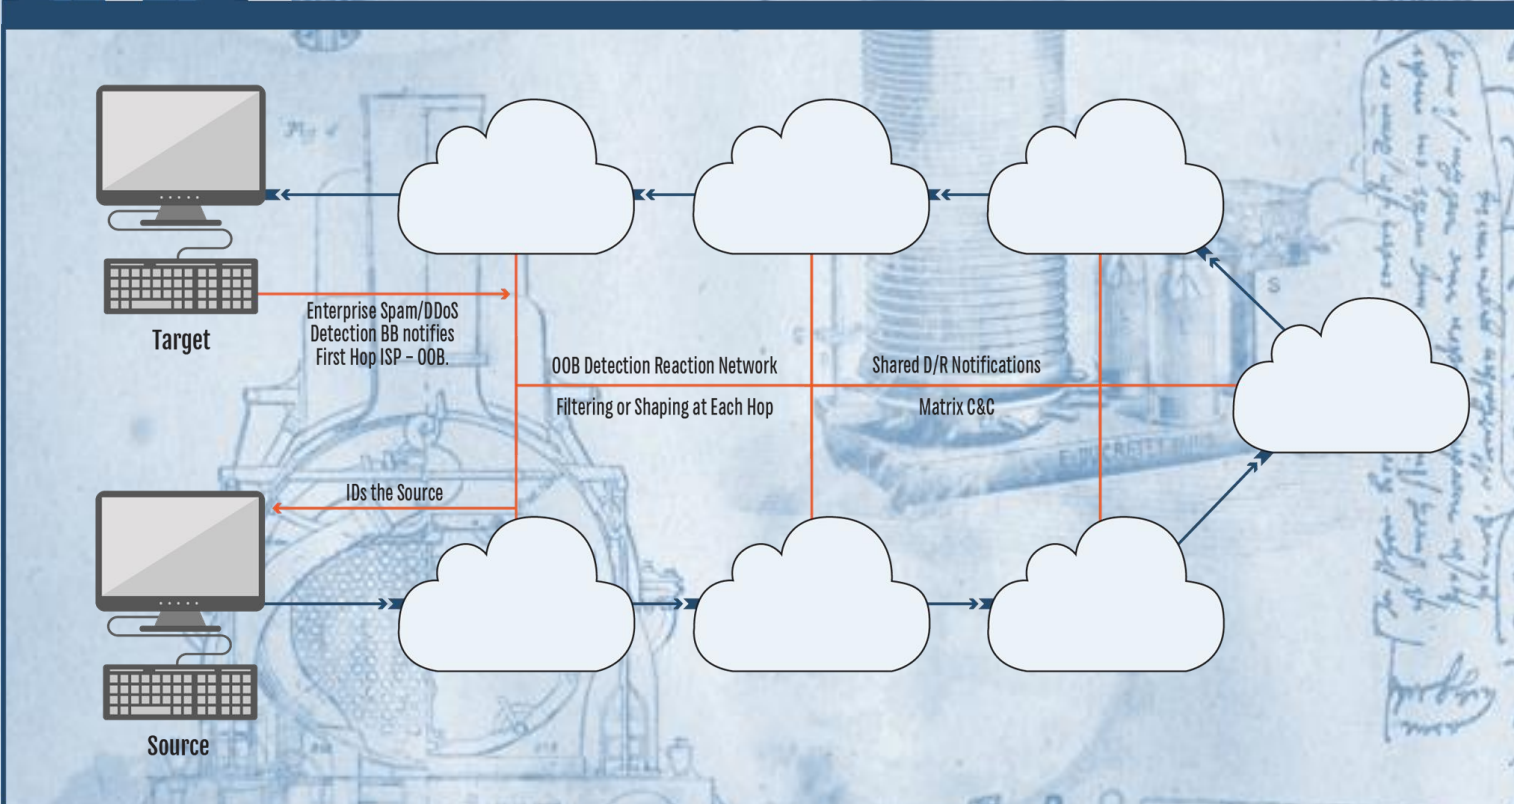 Target
Enterprise Spam/DDoS
Detection BB notifies
First Hop ISP – OOB.
OOB Detection Reaction Network
Shared D/R Notifications
Filtering or Shaping at Each Hop
Matrix C&C
IDs the Source
Source
S